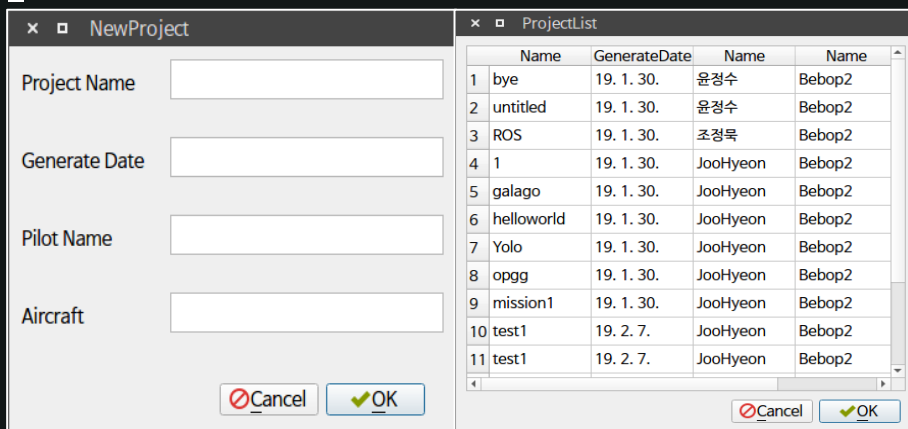 NewProject
Project Name
Generate Date
Pilot Name
Aircraft
Cancel OK
ProjectList
Name GenerateDate Name Name
1 bye 19. 1. 30. 윤정수 Bebop2
2 untitled 19. 1. 30. 윤정수 Bebop2
3 ROS 19. 1. 30. 조정묵 Bebop2
4 1 19. 1. 30. JooHyeon Bebop2
5 galago 19. 1. 30. JooHyeon Bebop2
6 helloworld 19. 1. 30. JooHyeon Bebop2
7 Yolo 19. 1. 30. JooHyeon Bebop2
8 opgg 19. 1. 30. JooHyeon Bebop2
9 mission1 19. 1. 30. JooHyeon Bebop2
10 test1 19. 2. 7. JooHyeon Bebop2
11 test1 19. 2. 7. JooHyeon Bebop2
Cancel OK